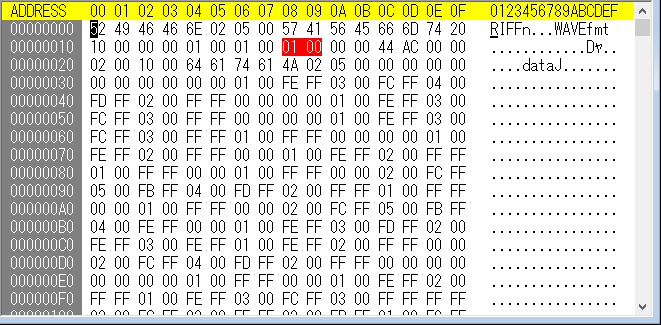 ADDRESS 00 01 02 03 04 05 06 07 08 09 0A 0B 0C 0D 0E 0F 0123456789ABCDEF
00000000 52 49 46 46 6E 02 05 00 57 41 56 45 66 6D 74 20 RIFFn...WAVEfmt
00000010 10 00 00 00 01 00 01 00 01 00 00 00 44 AC 00 00 ............Dｬ..
00000020 02 00 10 00 64 61 74 61 4A 02 05 00 00 00 00 00 ....dataJ.......
00000030 00 00 00 00 00 00 01 00 FE FF 03 00 FC FF 04 00 ................
00000040 FD FF 02 00 FF FF 00 00 00 00 01 00 FE FF 03 00 ................
00000050 FC FF 03 00 FF FF 00 00 00 00 01 00 FE FF 03 00 ................
00000060 FC FF 03 00 FF FF 01 00 FF FF 00 00 00 00 01 00 ................
00000070 FE FF 02 00 FF FF 00 00 01 00 FE FF 02 00 FF FF ................
00000080 01 00 FF FF 00 00 01 00 00 00 00 00 02 00 FC FF ................
00000090 05 00 FB FF 04 00 FD FF 02 00 FF FF 01 00 FF FF ................
000000A0 00 00 01 00 FF FF 00 00 02 00 FC FF 05 00 FB FF ................
000000B0 04 00 FE FF 00 00 01 00 FE FF 03 00 FD FF 02 00 ................
000000C0 FE FF 03 00 FE FF 01 00 FF FF 02 00 FF FF 00 00 ................
000000D0 02 00 FC FF 04 00 FD FF 02 00 00 00 FF FF 00 00 ................
000000E0 00 00 00 00 01 00 FF FF 00 00 01 00 FE FF 02 00 ................
000000F0 FF FF 01 00 FE FF 03 00 FC FF 03 00 FF FF FF FF ................